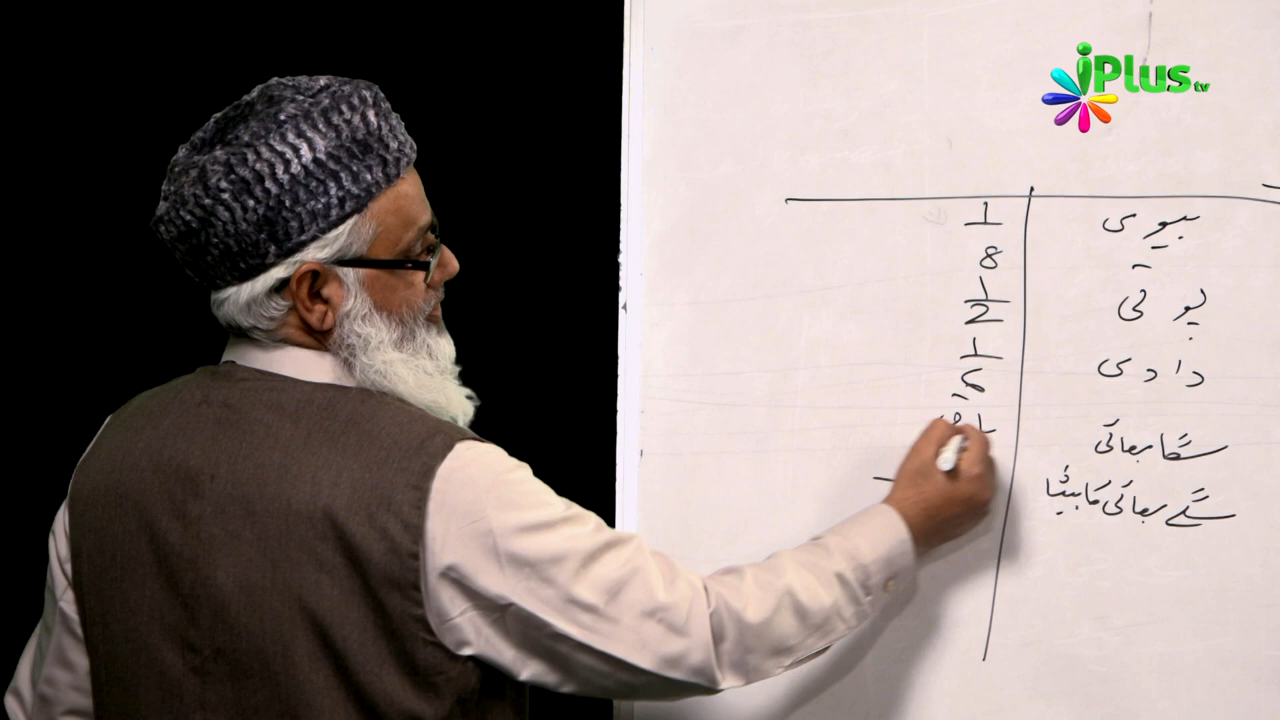 iPlus tv
بیوی 1/8
پوتی 1/2
دادی 1/6
سگا بھائی
سگے بھائی کا بیٹا